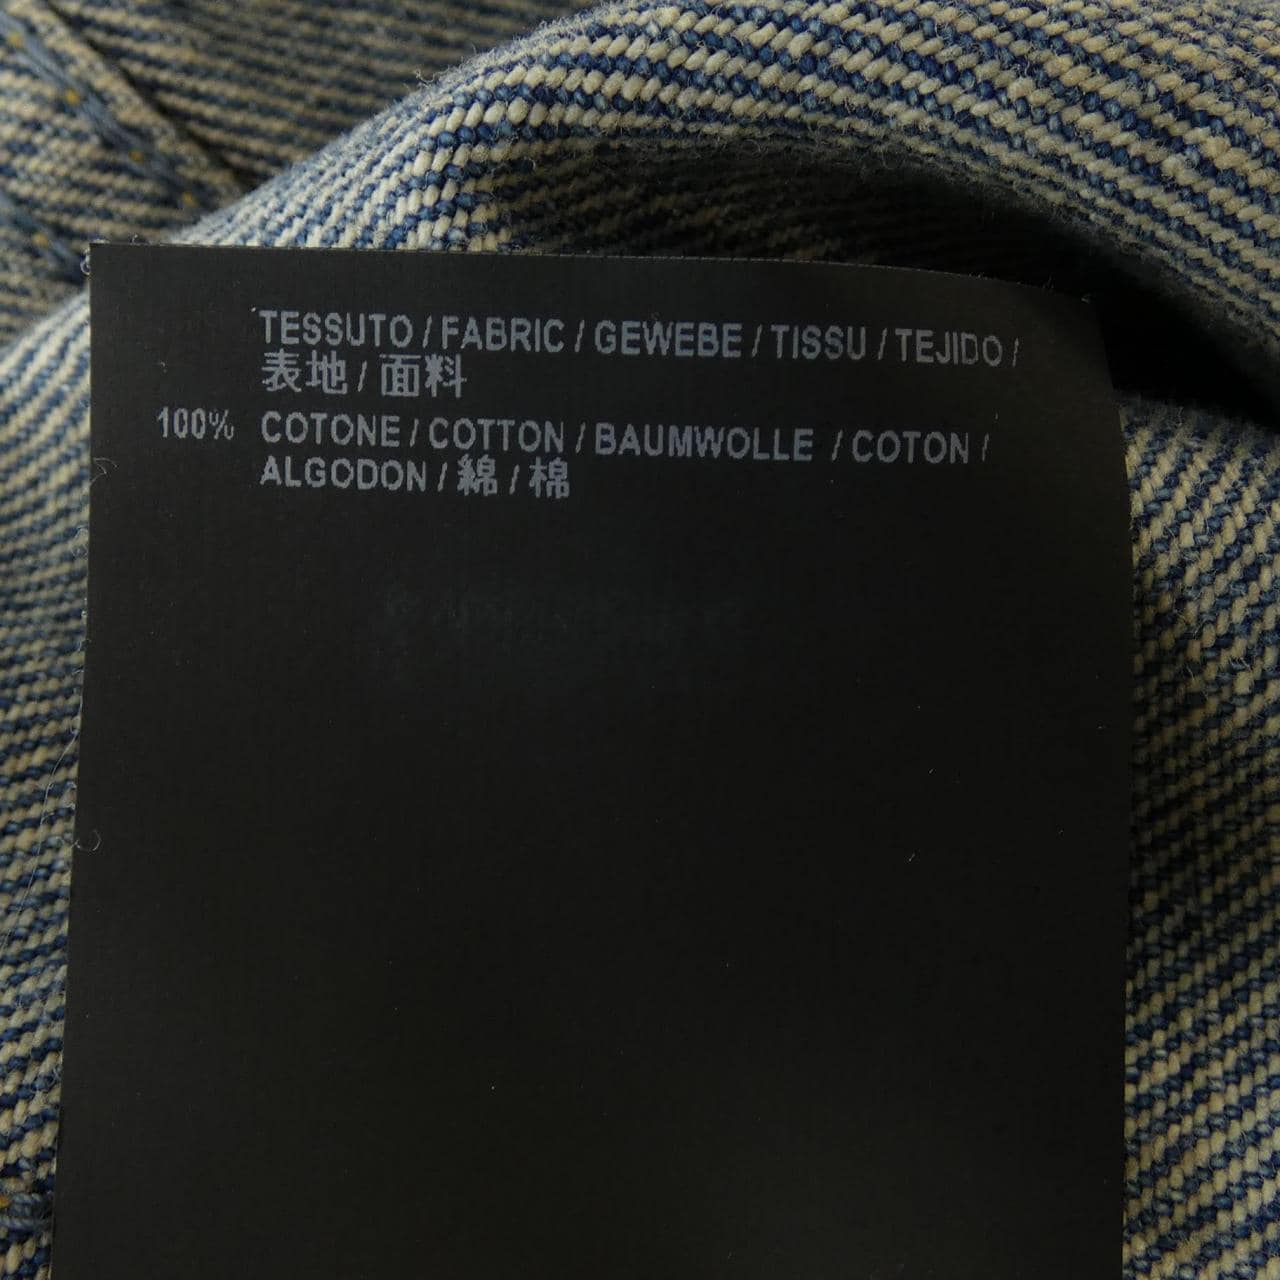 TESSUTO / FABRIC / GEWEBE / TISSU / TEJIDO /
表地 / 面料
100% COTONE / COTTON / BAUMWOLLE / COTON /
ALGODON / 綿 / 棉